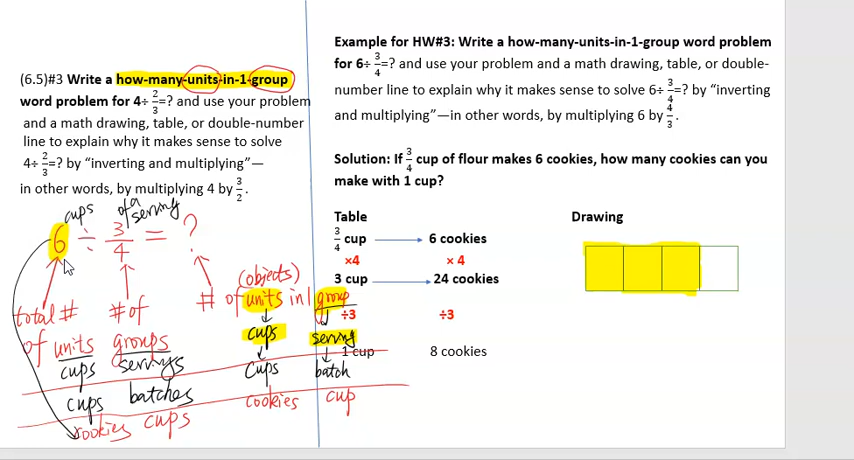 (6.5)#3 Write a how-many-units-in-1-group
word problem for 4÷ 2/3 =? and use your problem
and a math drawing, table, or double-number
line to explain why it makes sense to solve
4÷ 2/3 =? by “inverting and multiplying”—
in other words, by multiplying 4 by 3/2.
cups of a serving
6 ÷ 3/4 = ?
total # # of # of units in 1 group
(objects)
of units groups cups serving
cups servings cups batch
cups batches cookies cup
cookies cups
Example for HW#3: Write a how-many-units-in-1-group word problem
for 6÷ 3/4 =? and use your problem and a math drawing, table, or double-
number line to explain why it makes sense to solve 6÷ 3/4 =? by “inverting
and multiplying”—in other words, by multiplying 6 by 4/3.
Solution: If 3/4 cup of flour makes 6 cookies, how many cookies can you
make with 1 cup?
Table Drawing
3/4 cup 6 cookies
×4 × 4
3 cup 24 cookies
÷3 ÷3
1 cup 8 cookies